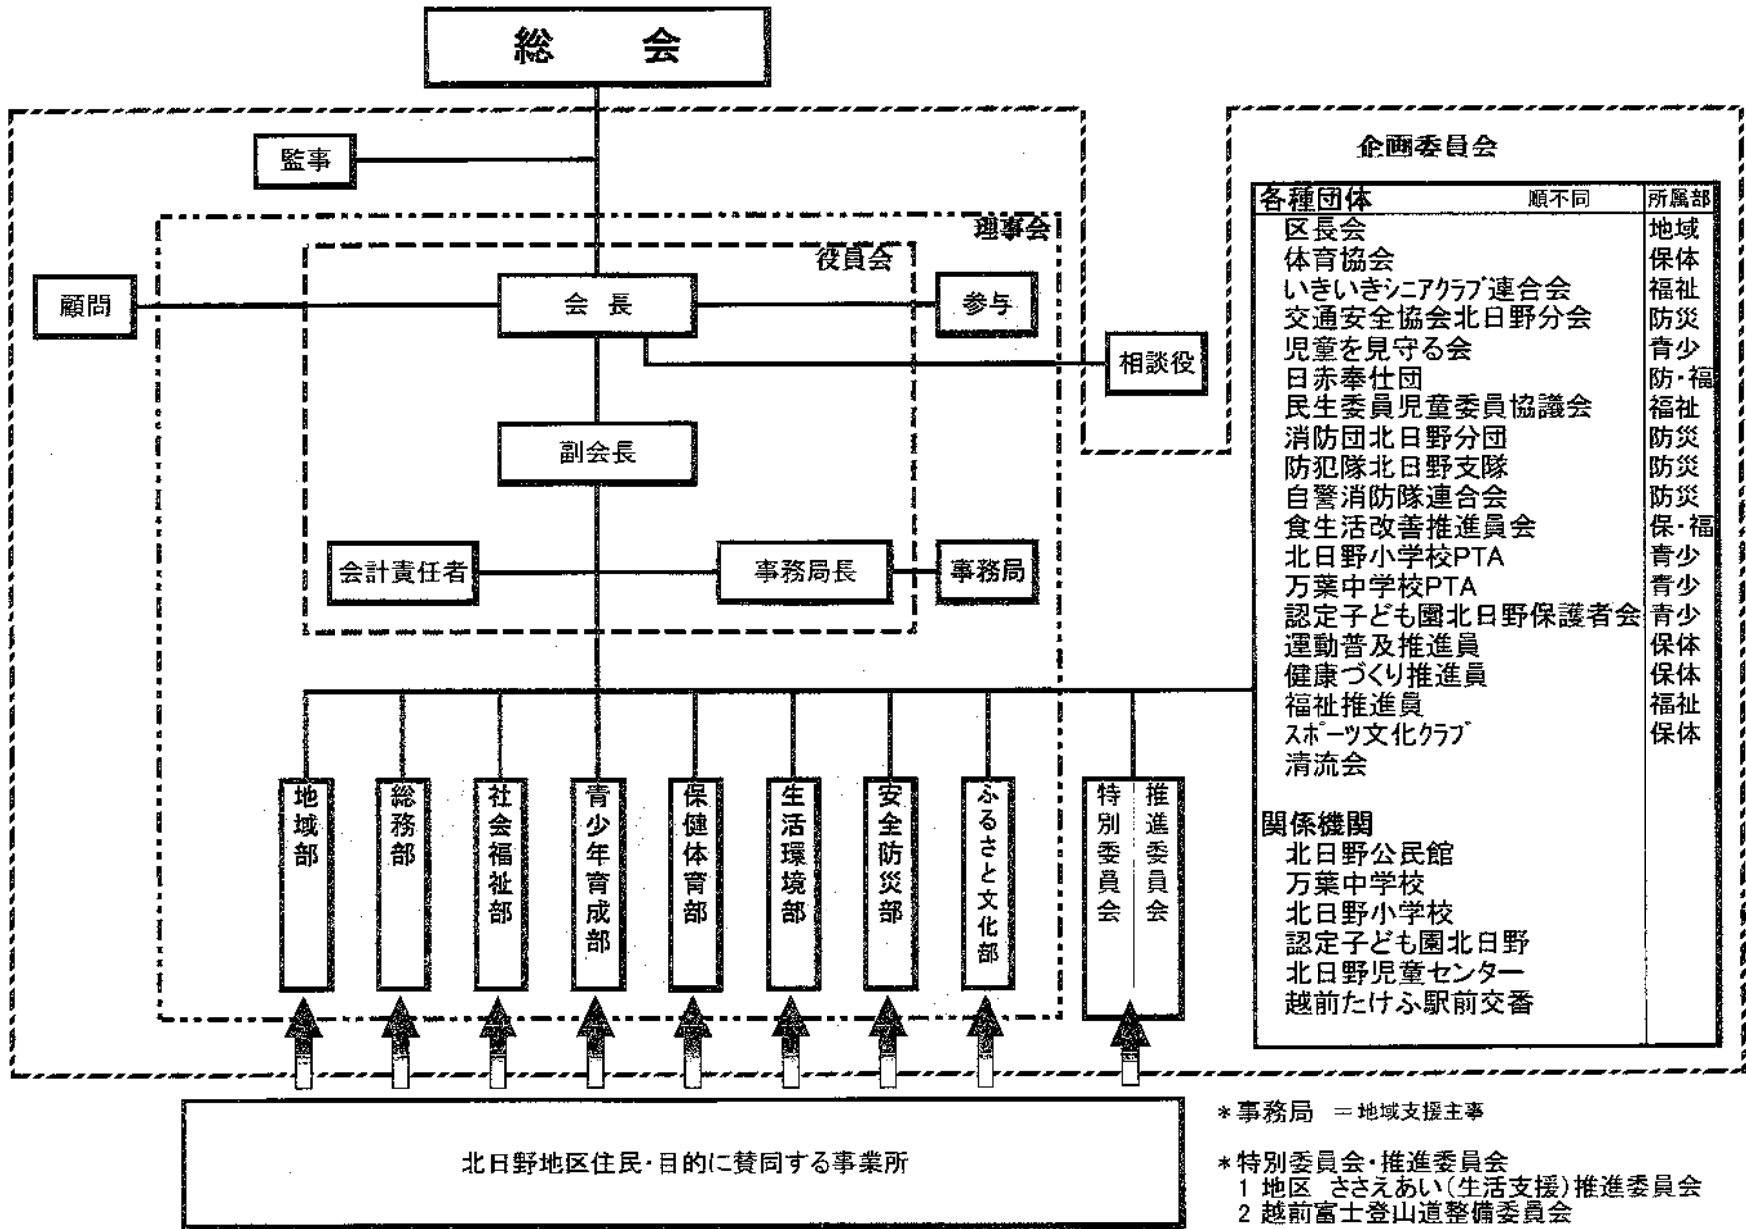 総　会
企画委員会
監事
理事会
役員会
顧問
会 長
参与
相談役
副会長
会計責任者
事務局長
事務局
各種団体 順不同 所属部
区長会 地域
体育協会 保体
いきいきシニアクラブ連合会 福祉
交通安全協会北日野分会 防災
児童を見守る会 青少
日赤奉仕団 防・福
民生委員児童委員協議会 福祉
消防団北日野分団 防災
防犯隊北日野支隊 防災
自警消防隊連合会 防災
食生活改善推進員会 保・福
北日野小学校PTA 青少
万葉中学校PTA 青少
認定子ども園北日野保護者会 青少
運動普及推進員 保体
健康づくり推進員 保体
福祉推進員 福祉
スポーツ文化クラブ 保体
清流会
関係機関
北日野公民館
万葉中学校
北日野小学校
認定子ども園北日野
北日野児童センター
越前たけふ駅前交番
地域部
総務部
社会福祉部
青少年育成部
保健体育部
生活環境部
安全防災部
ふるさと文化部
特別委員会
推進委員会
北日野地区住民・目的に賛同する事業所
*事務局 =地域支援主事
*特別委員会・推進委員会
1 地区 ささえあい(生活支援)推進委員会
2 越前富士登山道整備委員会